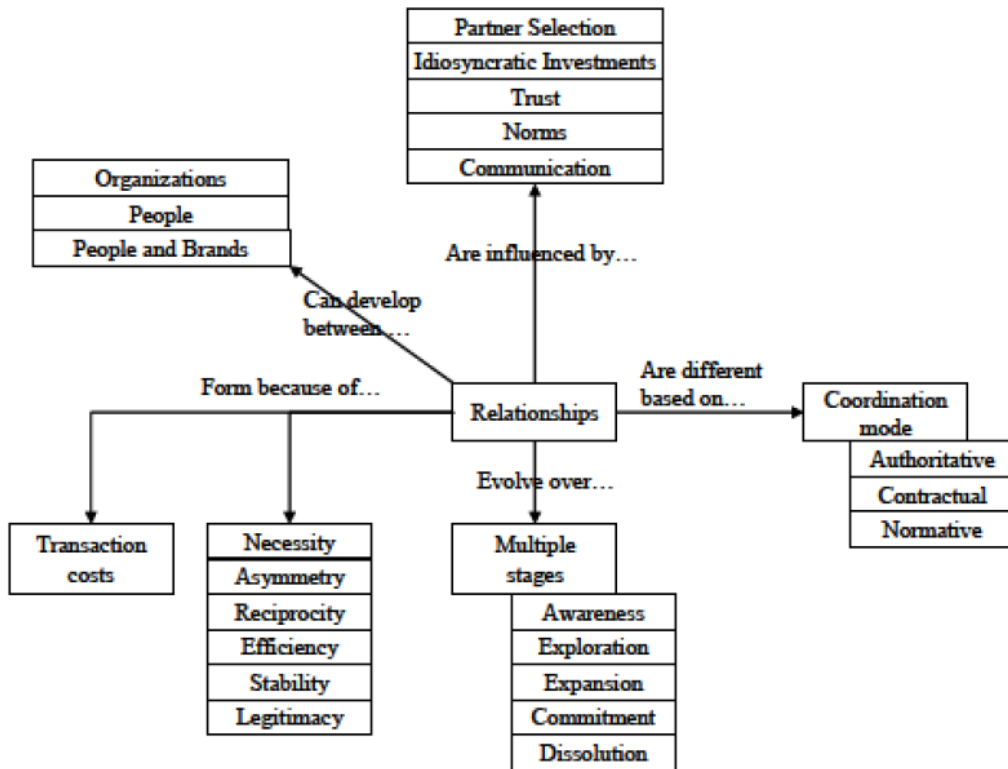 Partner Selection
Idiosyncratic Investments
Trust
Norms
Communication
Organizations
People
People and Brands
Are influenced by…
Can develop
between …
Form because of…
Relationships
Are different
based on…
Coordination
mode
Authoritative
Contractual
Normative
Evolve over…
Transaction
costs
Necessity
Asymmetry
Reciprocity
Efficiency
Stability
Legitimacy
Multiple
stages
Awareness
Exploration
Expansion
Commitment
Dissolution